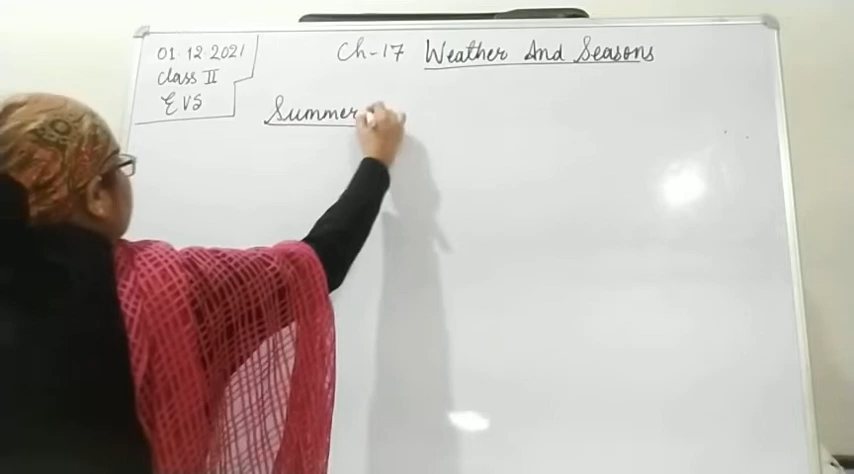 01.12.2021
Class II
EVS
Ch-17 Weather And Seasons
Summer